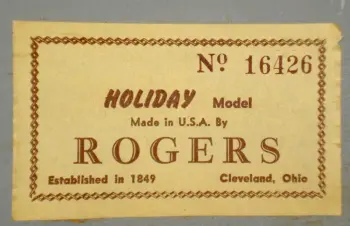 Nº 16426
HOLIDAY Model
Made in U.S.A. By
ROGERS
Established in 1849 Cleveland, Ohio